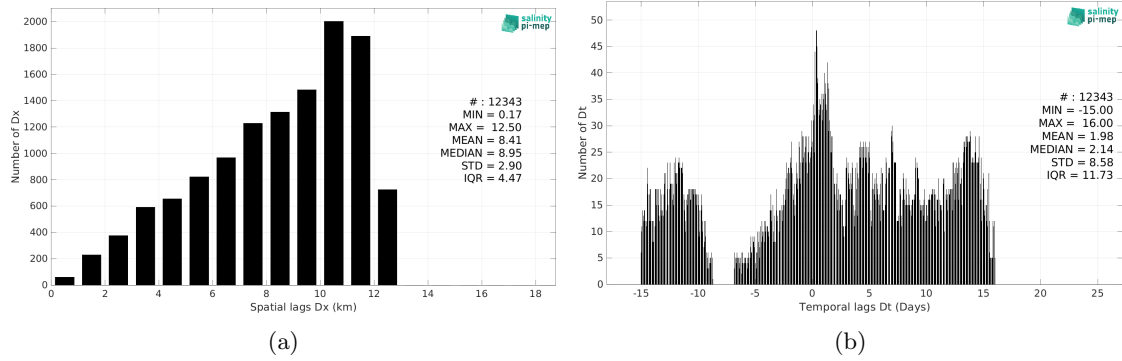 2000
1800
1600
1400
1200
1000
800
600
400
200
0
Number of Dx
0 2 4 6 8 10 12 14 16 18
Spatial lags Dx (km)
salinity
pi-mep
# : 12343
MIN = 0.17
MAX = 12.50
MEAN = 8.41
MEDIAN = 8.95
STD = 2.90
IQR = 4.47
(a)
50
45
40
35
30
25
20
15
10
5
0
Number of Dt
-15 -10 -5 0 5 10 15 20 25
Temporal lags Dt (Days)
salinity
pi-mep
# : 12343
MIN = -15.00
MAX = 16.00
MEAN = 1.98
MEDIAN = 2.14
STD = 8.58
IQR = 11.73
(b)